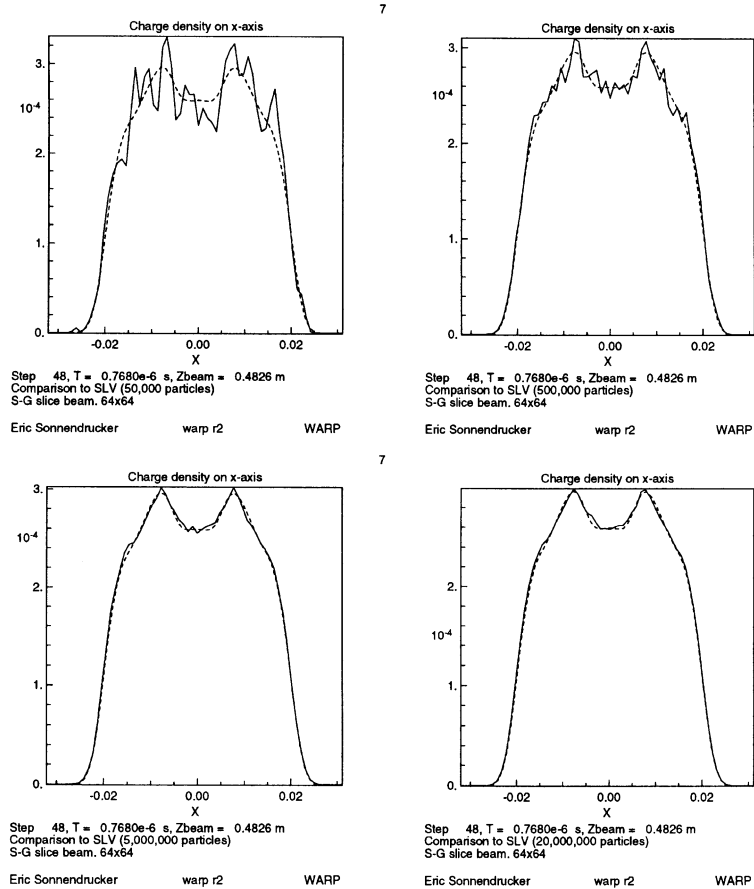 7
Charge density on x-axis
3.
10-4
2.
1.
0.
-0.02 0.00 0.02
X
Step 48, T = 0.7680e-6 s, Zbeam = 0.4826 m
Comparison to SLV (50,000 particles)
S-G slice beam. 64x64
Eric Sonnendrucker warp r2 WARP
Charge density on x-axis
3.
10-4
2.
1.
0.
-0.02 0.00 0.02
X
Step 48, T = 0.7680e-6 s, Zbeam = 0.4826 m
Comparison to SLV (500,000 particles)
S-G slice beam. 64x64
Eric Sonnendrucker warp r2 WARP
7
Charge density on x-axis
3.
10-4
2.
1.
0.
-0.02 0.00 0.02
X
Step 48, T = 0.7680e-6 s, Zbeam = 0.4826 m
Comparison to SLV (5,000,000 particles)
S-G slice beam. 64x64
Eric Sonnendrucker warp r2 WARP
Charge density on x-axis
2.
10-4
1.
0.
-0.02 0.00 0.02
X
Step 48, T = 0.7680e-6 s, Zbeam = 0.4826 m
Comparison to SLV (20,000,000 particles)
S-G slice beam. 64x64
Eric Sonnendrucker warp r2 WARP